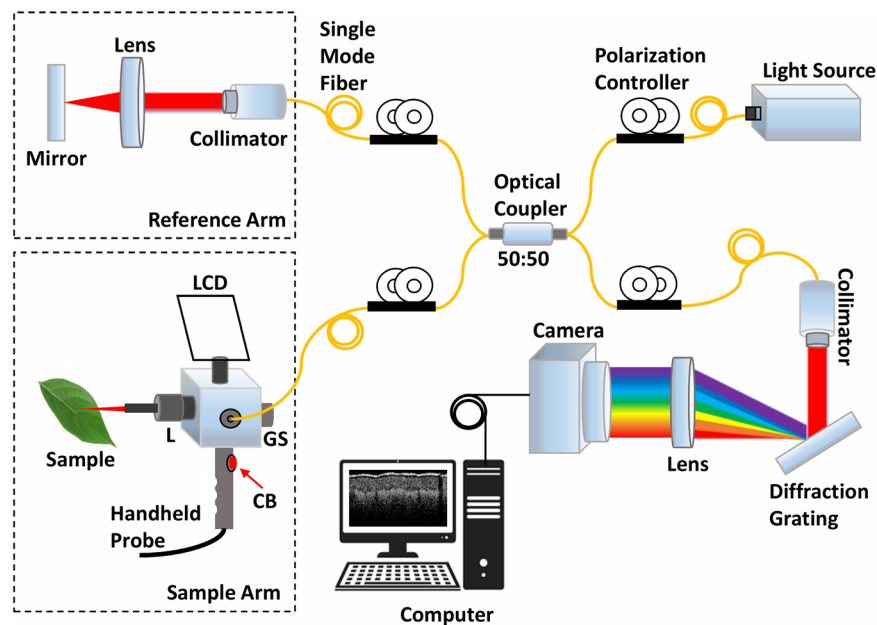 Lens
Mirror
Collimator
Reference Arm
Single
Mode
Fiber
Polarization
Controller
Light Source
Optical
Coupler
50:50
LCD
L
GS
Sample
CB
Handheld
Probe
Sample Arm
Camera
Lens
Collimator
Diffraction
Grating
Computer